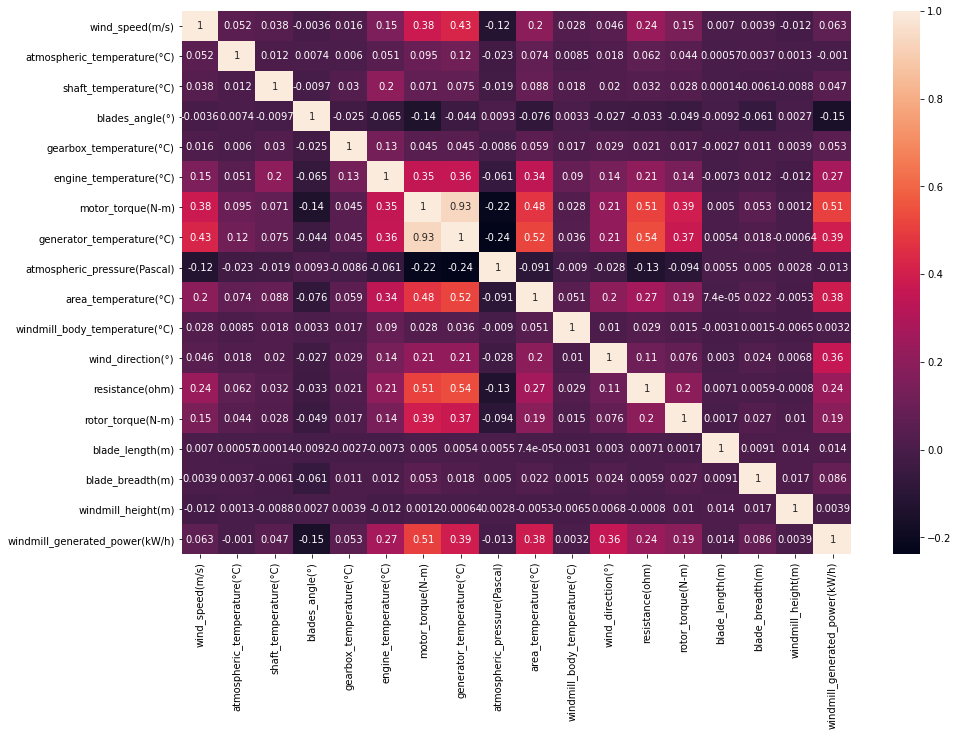 wind_speed(m/s) 1 0.052 0.038 -0.0036 0.016 0.15 0.38 0.43 -0.12 0.2 0.028 0.046 0.24 0.15 0.007 0.0039 -0.012 0.063
atmospheric_temperature(°C) 0.052 1 0.012 0.0074 0.006 0.051 0.095 0.12 -0.023 0.074 0.0085 0.018 0.062 0.044 0.00057 0.0037 0.0013 -0.001
shaft_temperature(°C) 0.038 0.012 1 -0.0097 0.03 0.2 0.071 0.075 -0.019 0.088 0.018 0.02 0.032 0.028 0.00014 -0.0061 -0.0088 0.047
blades_angle(°) -0.0036 0.0074 -0.0097 1 -0.025 -0.065 -0.14 -0.044 0.0093 -0.076 0.0033 -0.027 -0.033 -0.049 -0.0092 -0.061 0.0027 -0.15
gearbox_temperature(°C) 0.016 0.006 0.03 -0.025 1 0.13 0.045 0.045 -0.0086 0.059 0.017 0.029 0.021 0.017 -0.0027 0.011 0.0039 0.053
engine_temperature(°C) 0.15 0.051 0.2 -0.065 0.13 1 0.35 0.36 -0.061 0.34 0.09 0.14 0.21 0.14 -0.0073 0.012 -0.012 0.27
motor_torque(N-m) 0.38 0.095 0.071 -0.14 0.045 0.35 1 0.93 -0.22 0.48 0.028 0.21 0.51 0.39 0.005 0.053 0.0012 0.51
generator_temperature(°C) 0.43 0.12 0.075 -0.044 0.045 0.36 0.93 1 -0.24 0.52 0.036 0.21 0.54 0.37 0.0054 0.018 -0.00064 0.39
atmospheric_pressure(Pascal) -0.12 -0.023 -0.019 0.0093 -0.0086 -0.061 -0.22 -0.24 1 -0.091 -0.009 -0.028 -0.13 -0.094 0.0055 0.005 0.0028 -0.013
area_temperature(°C) 0.2 0.074 0.088 -0.076 0.059 0.34 0.48 0.52 -0.091 1 0.051 0.2 0.27 0.19 7.4e-05 0.022 -0.0053 0.38
windmill_body_temperature(°C) 0.028 0.0085 0.018 0.0033 0.017 0.09 0.028 0.036 -0.009 0.051 1 0.01 0.029 0.015 -0.0031 0.0015 -0.0065 0.0032
wind_direction(°) 0.046 0.018 0.02 -0.027 0.029 0.14 0.21 0.21 -0.028 0.2 0.01 1 0.11 0.076 0.003 0.024 0.0068 0.36
resistance(ohm) 0.24 0.062 0.032 -0.033 0.021 0.21 0.51 0.54 -0.13 0.27 0.029 0.11 1 0.2 0.0071 0.0059 -0.0008 0.24
rotor_torque(N-m) 0.15 0.044 0.028 -0.049 0.017 0.14 0.39 0.37 -0.094 0.19 0.015 0.076 0.2 1 0.0017 0.027 0.01 0.19
blade_length(m) 0.007 0.00057 0.00014 -0.0092 -0.0027 -0.0073 0.005 0.0054 0.0055 7.4e-05 -0.0031 0.003 0.0071 0.0017 1 0.0091 0.014 0.014
blade_breadth(m) 0.0039 0.0037 -0.0061 -0.061 0.011 0.012 0.053 0.018 0.005 0.022 0.0015 0.024 0.0059 0.027 0.0091 1 0.017 0.086
windmill_height(m) -0.012 0.0013 -0.0088 0.0027 0.0039 -0.012 0.0012 -0.00064 0.0028 -0.0053 -0.0065 0.0068 -0.0008 0.01 0.014 0.017 1 0.0039
windmill_generated_power(kW/h) 0.063 -0.001 0.047 -0.15 0.053 0.27 0.51 0.39 -0.013 0.38 0.0032 0.36 0.24 0.19 0.014 0.086 0.0039 1
wind_speed(m/s)
atmospheric_temperature(°C)
shaft_temperature(°C)
blades_angle(°)
gearbox_temperature(°C)
engine_temperature(°C)
motor_torque(N-m)
generator_temperature(°C)
atmospheric_pressure(Pascal)
area_temperature(°C)
windmill_body_temperature(°C)
wind_direction(°)
resistance(ohm)
rotor_torque(N-m)
blade_length(m)
blade_breadth(m)
windmill_height(m)
windmill_generated_power(kW/h)
1.0
0.8
0.6
0.4
0.2
0.0
−0.2